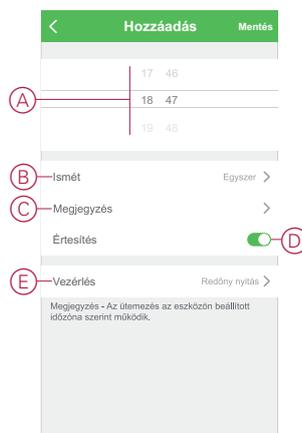 Hozzáadás Mentés
17 46
A 18 47
19 48
B Ismét Egyszer
C Megjegyzés
Értesítés D
E Vezérlés Redőny nyitás
Megjegyzés - Az ütemezés az eszközön beállított
időzóna szerint működik.